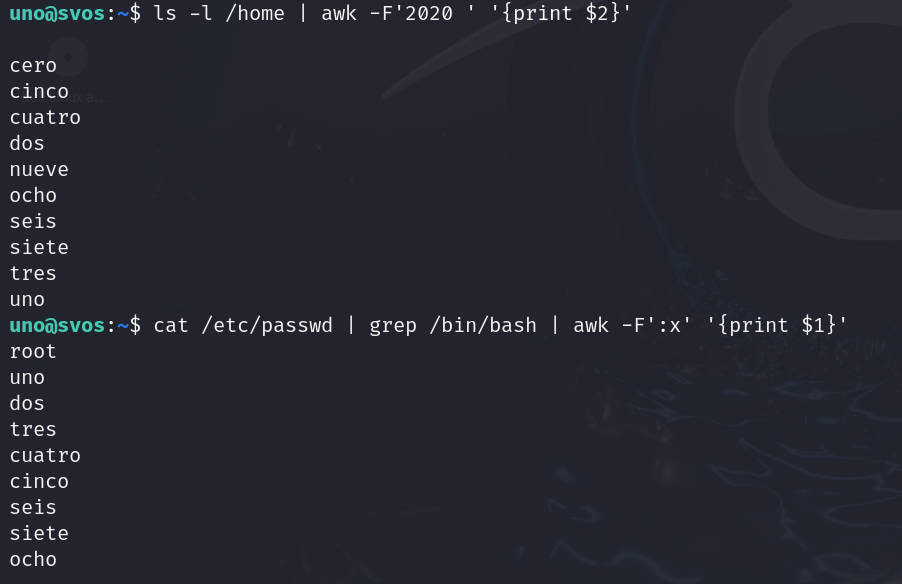 uno@svos:~$ ls -l /home | awk -F'2020 ' '{print $2}'
cero
cinco
cuatro
dos
nueve
ocho
seis
siete
tres
uno
uno@svos:~$ cat /etc/passwd | grep /bin/bash | awk -F':x' '{print $1}'
root
uno
dos
tres
cuatro
cinco
seis
siete
ocho